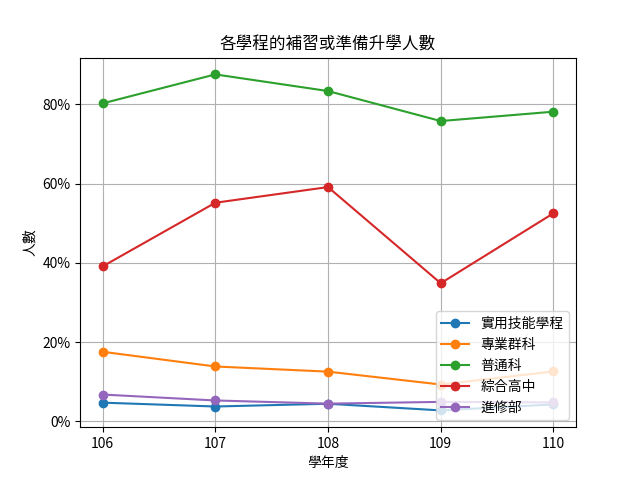 各學程的補習或準備升學人數
人數
80%
60%
40%
20%
0%
106 107 108 109 110
學年度
實用技能學程
專業群科
普通科
綜合高中
進修部